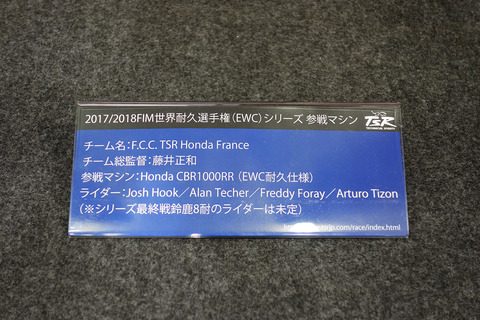 2017/2018FIM世界耐久選手権(EWC)シリーズ 参戦マシン
TSR
TECHNICAL SPORTS
チーム名:F.C.C. TSR Honda France
チーム総監督:藤井正和
参戦マシン:Honda CBR1000RR (EWC耐久仕様)
ライダー:Josh Hook/Alan Techer/Freddy Foray/Arturo Tizon
(※シリーズ最終戦鈴鹿8耐のライダーは未定)